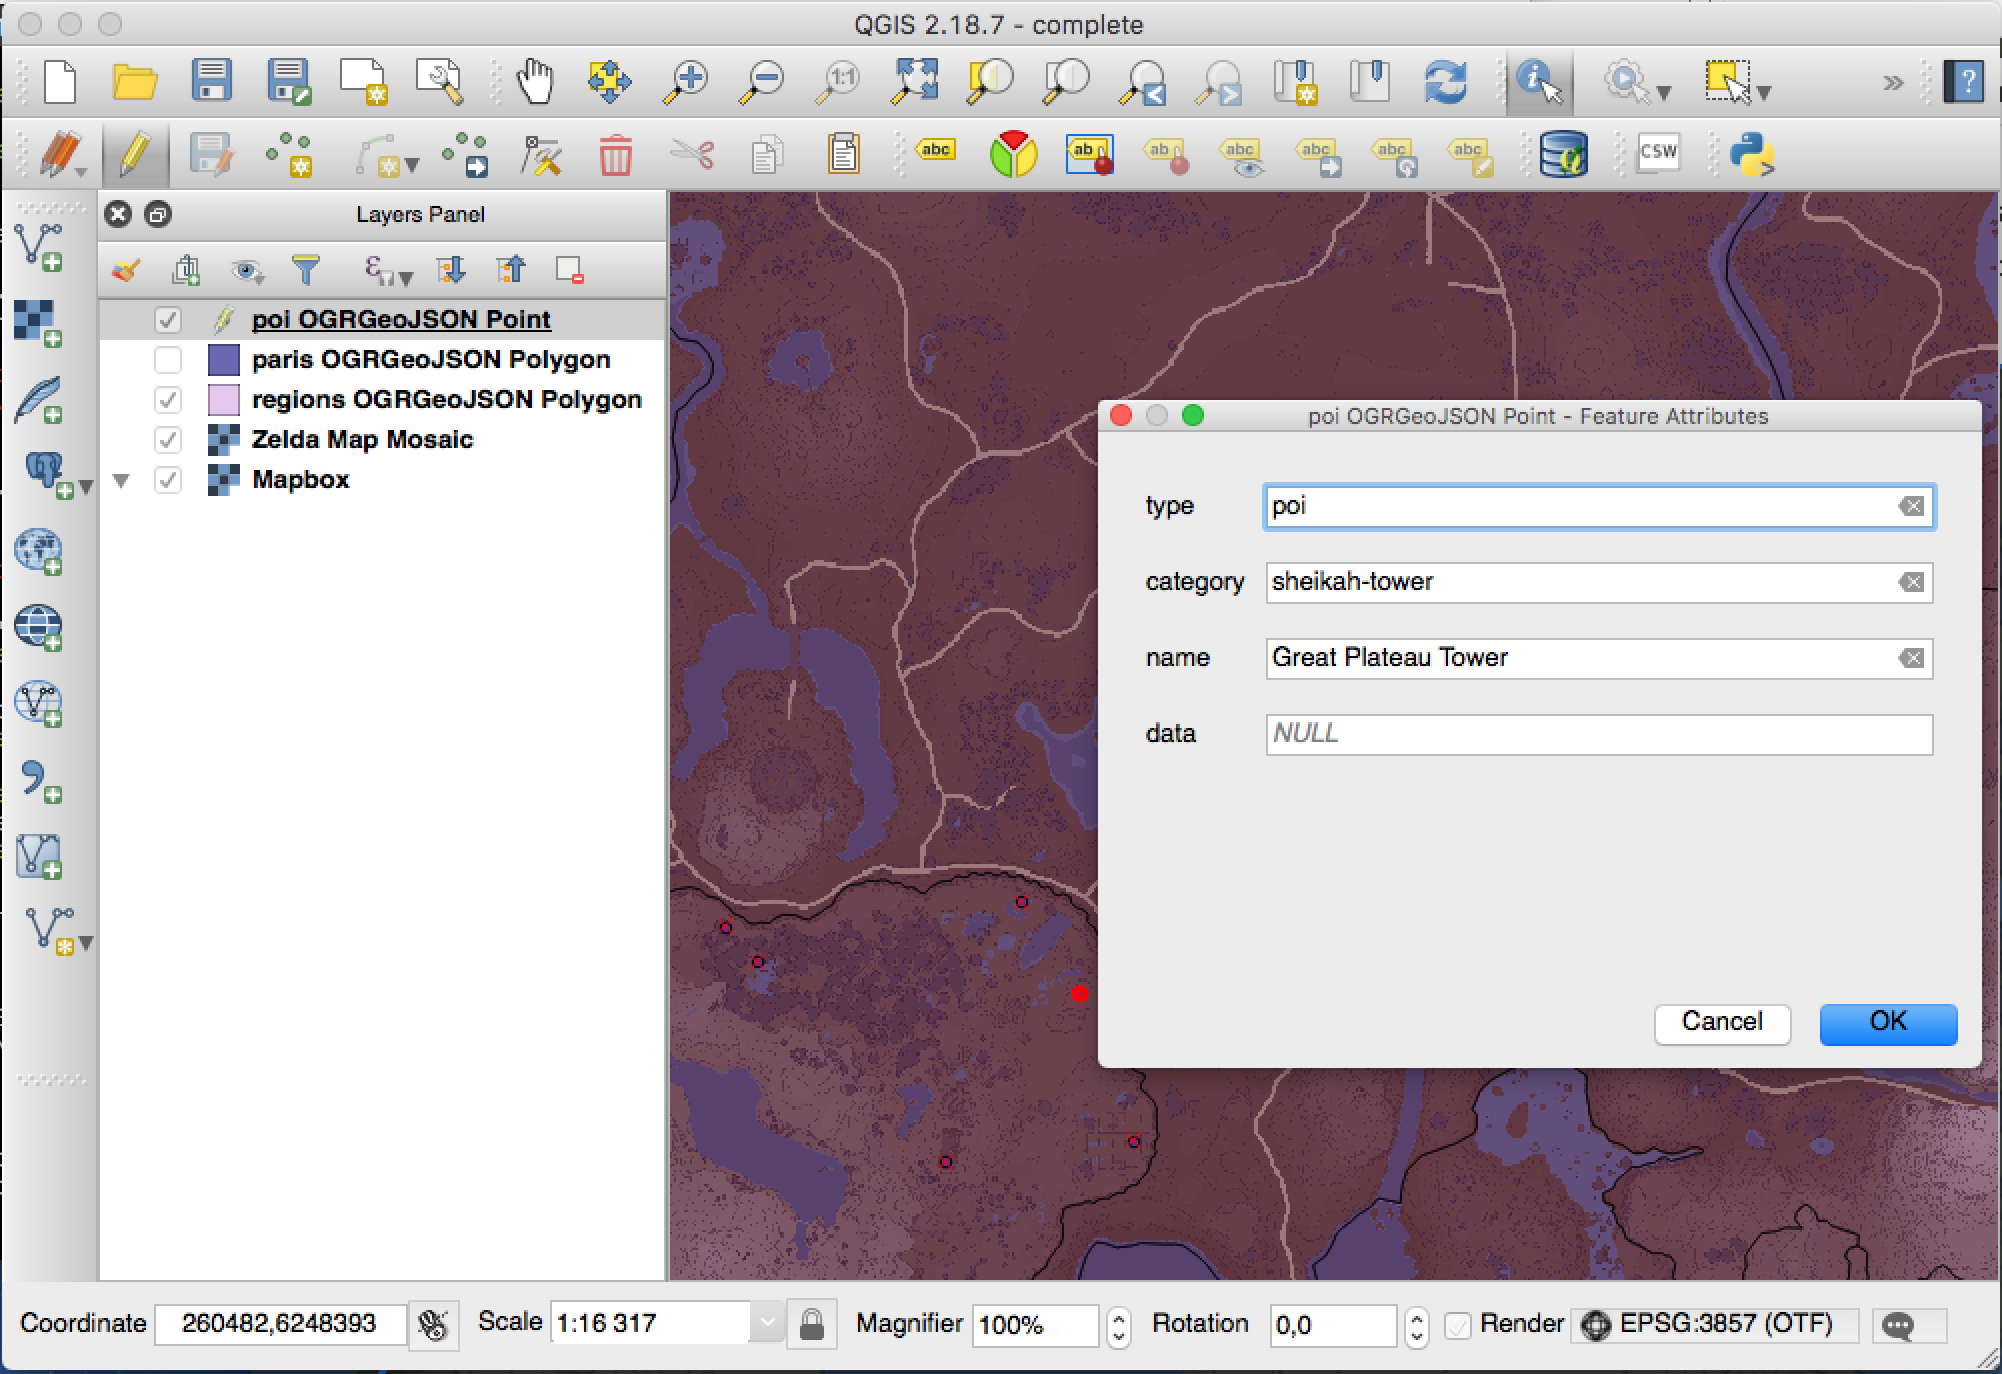 QGIS 2.18.7 - complete
1:1
?
abc
ab
ab
abc
abc
abc
abc
CSW
Layers Panel
poi OGRGeoJSON Point
paris OGRGeoJSON Polygon
regions OGRGeoJSON Polygon
Zelda Map Mosaic
Mapbox
poi OGRGeoJSON Point - Feature Attributes
type poi
category sheikah-tower
name Great Plateau Tower
data NULL
Cancel OK
Coordinate 260482,6248393 Scale 1:16 317 Magnifier 100% Rotation 0,0 Render EPSG:3857 (OTF)